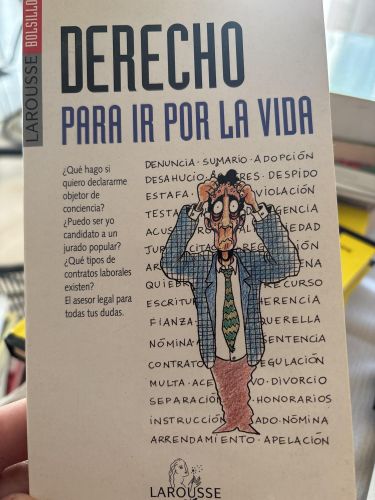 LAROUSSE BOLSILLO
DERECHO
PARA IR POR LA VIDA
¿Qué hago si
quiero declararme
objetor de
conciencia?
¿Puedo ser yo
candidato a un
jurado popular?
¿Qué tipos de
contratos laborales
existen?
El asesor legal para
todas tus dudas.
DENUNCIA · SUMARIO · ADOPCIÓN
DESAHUCIO · DESPIDO
ESTAFA · VIOLACIÓN
RECURSO
HERENCIA
FIANZA · QUERELLA
NÓMINA · SENTENCIA
CONTRATO
MULTA · DIVORCIO
SEPARACIÓN · HONORARIOS
INSTRUCCIÓN · NÓMINA
ARRENDAMIENTO · APELACIÓN
LAROUSSE